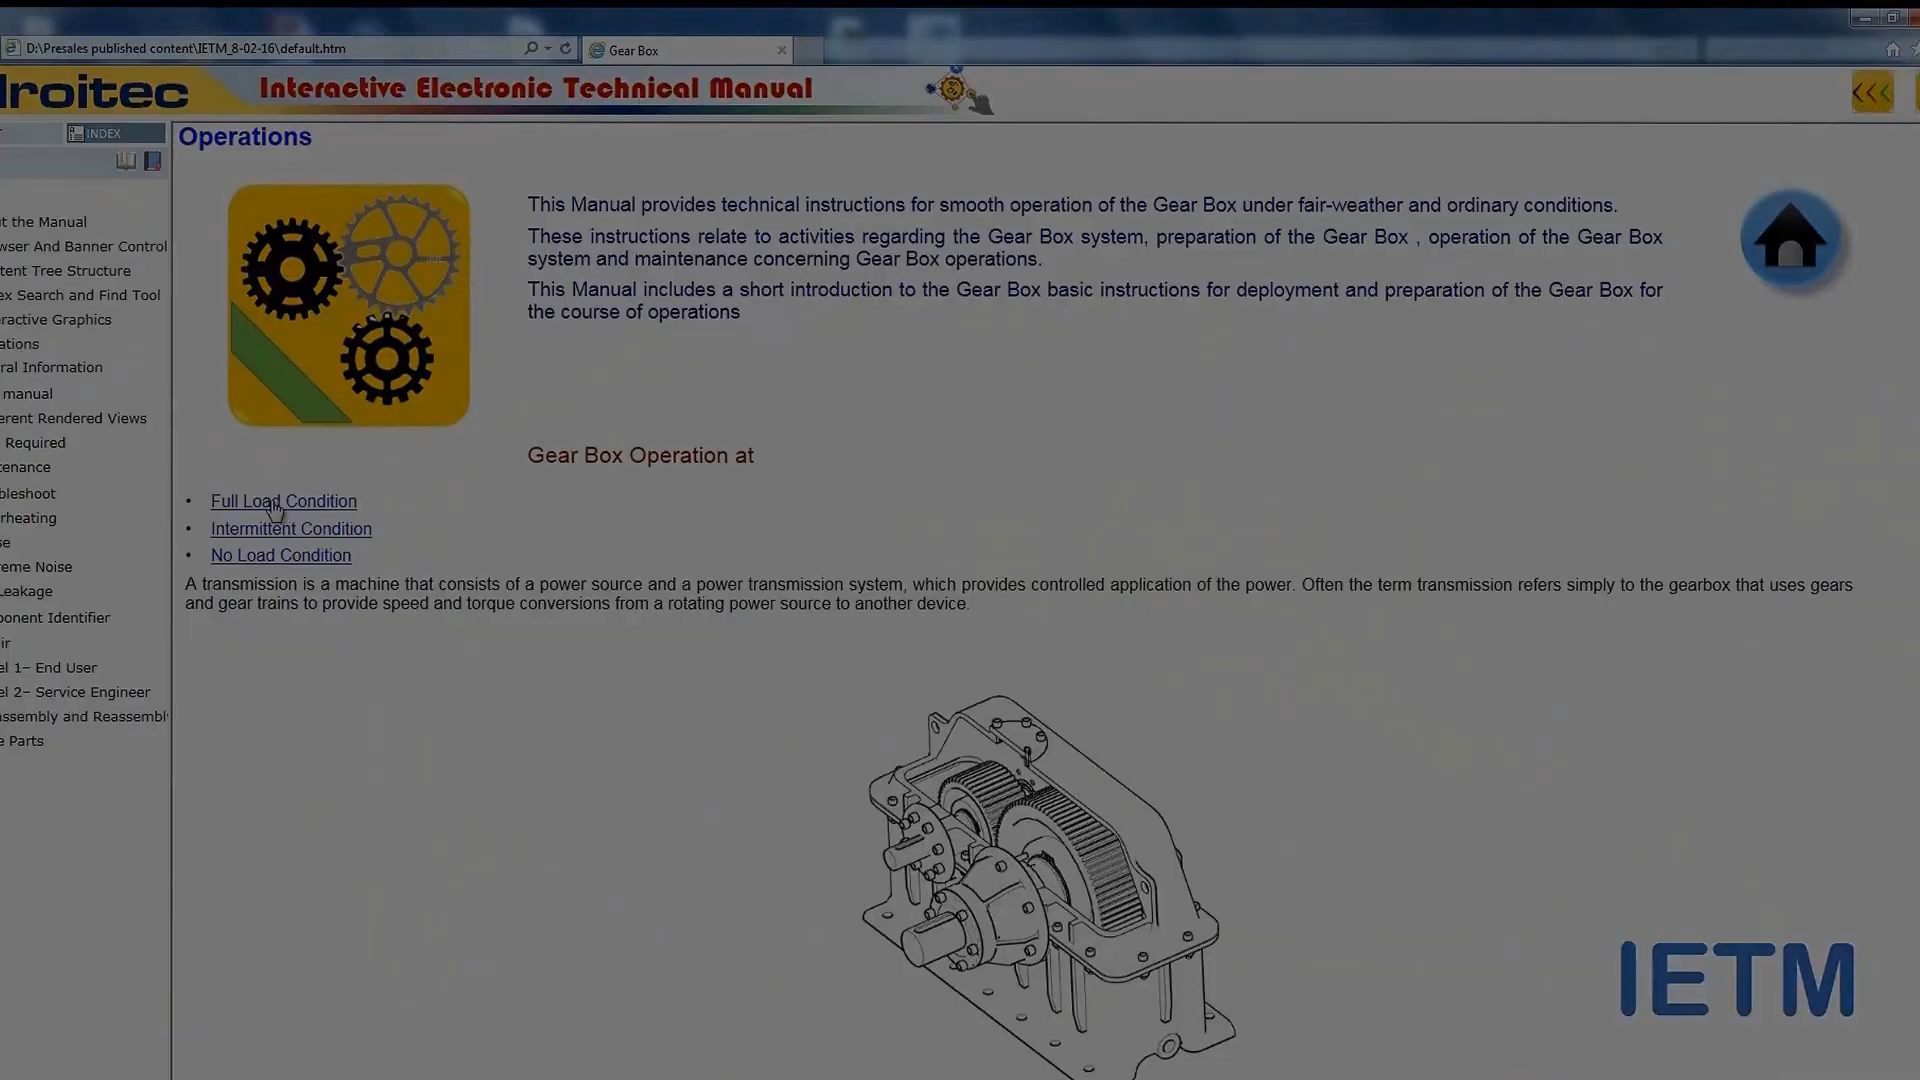 D:\Presales published content\IETM_8-02-16\default.htm
Gear Box
droitec
Interactive Electronic Technical Manual
INDEX
Operations
This Manual provides technical instructions for smooth operation of the Gear Box under fair-weather and ordinary conditions.
These instructions relate to activities regarding the Gear Box system, preparation of the Gear Box , operation of the Gear Box
system and maintenance concerning Gear Box operations.
This Manual includes a short introduction to the Gear Box basic instructions for deployment and preparation of the Gear Box for
the course of operations
t the Manual
wser And Banner Control
tent Tree Structure
ex Search and Find Tool
ractive Graphics
ations
ral Information
manual
erent Rendered Views
Required
tenance
bleshoot
rheating
se
reme Noise
Leakage
ponent Identifier
ir
el 1– End User
el 2– Service Engineer
assembly and Reassembl
e Parts
Gear Box Operation at
• Full Load Condition
• Intermittent Condition
• No Load Condition
A transmission is a machine that consists of a power source and a power transmission system, which provides controlled application of the power. Often the term transmission refers simply to the gearbox that uses gears
and gear trains to provide speed and torque conversions from a rotating power source to another device.
IETM